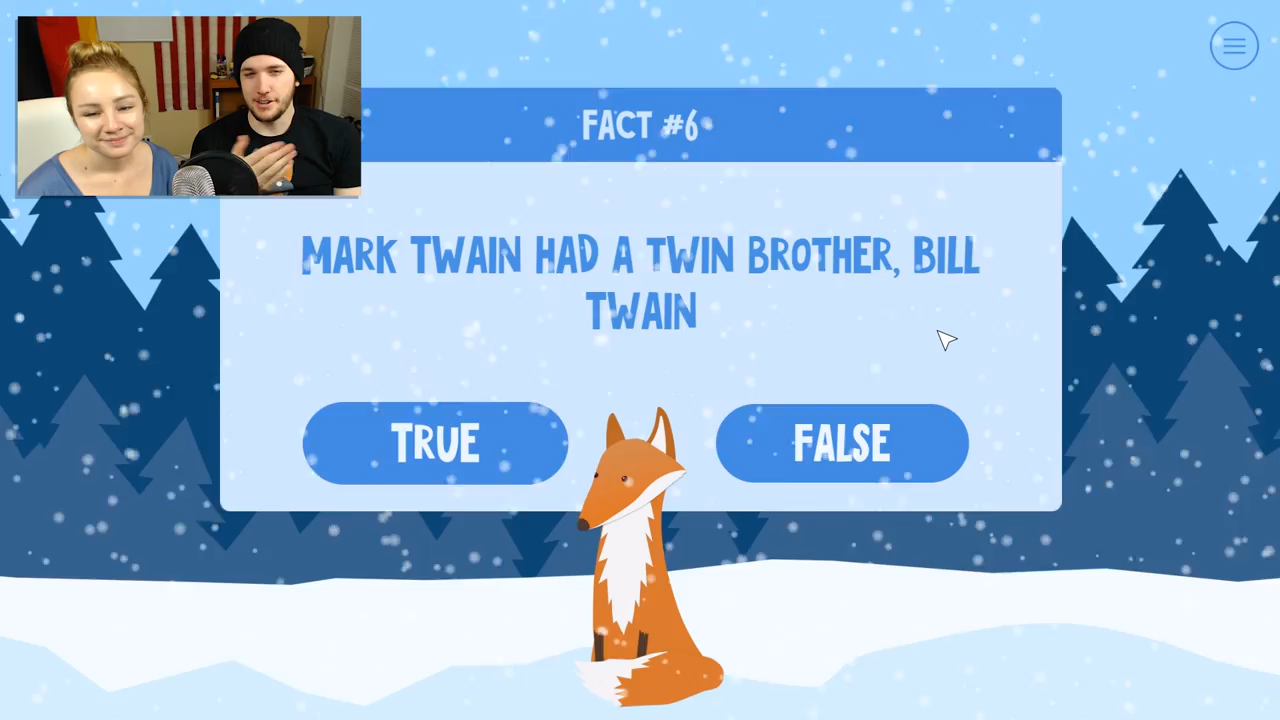 FACT #6
MARK TWAIN HAD A TWIN BROTHER, BILL
TWAIN
TRUE
FALSE